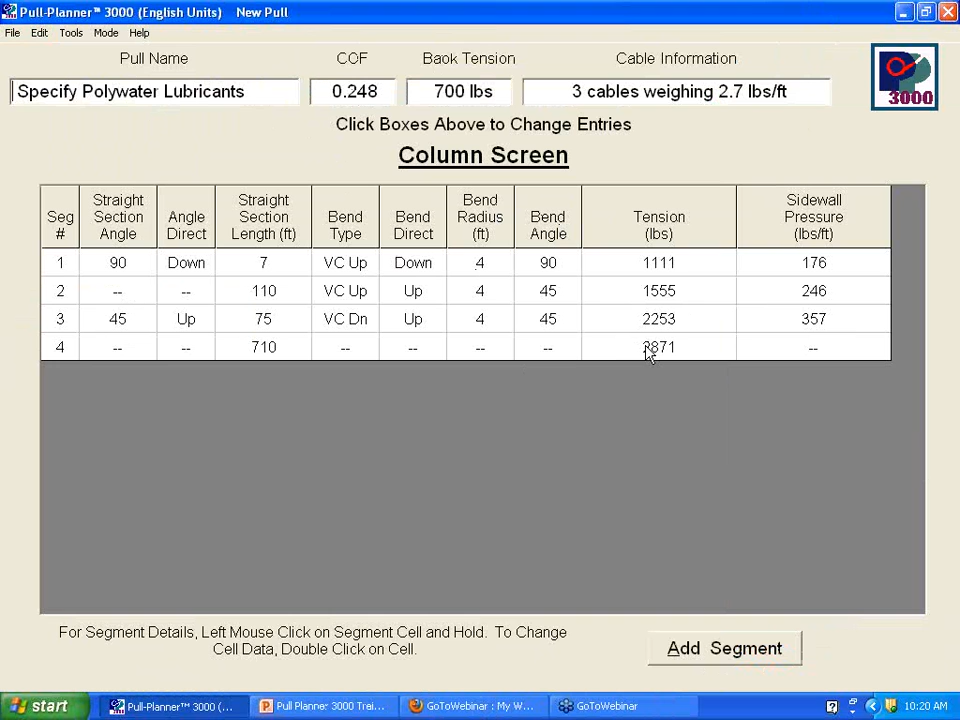 Pull-Planner™ 3000 (English Units) New Pull
File Edit Tools Mode Help
Pull Name COF Back Tension Cable Information
Specify Polywater Lubricants 0.248 700 lbs 3 cables weighing 2.7 lbs/ft
3000
Click Boxes Above to Change Entries
Column Screen
Seg # Straight Section Angle Angle Direct Straight Section Length (ft) Bend Type Bend Direct Bend Radius (ft) Bend Angle Tension (lbs) Sidewall Pressure (lbs/ft)
1 90 Down 7 VC Up Down 4 90 1111 176
2 -- -- 110 VC Up Up 4 45 1555 246
3 45 Up 75 VC Dn Up 4 45 2253 357
4 -- -- 710 -- -- -- -- --
For Segment Details, Left Mouse Click on Segment Cell and Hold. To Change
Cell Data, Double Click on Cell.
Add Segment
start Pull-Planner™ 3000 (... Pull Planner 3000 Trai... GoToWebinar : My W... GoToWebinar 10:20 AM